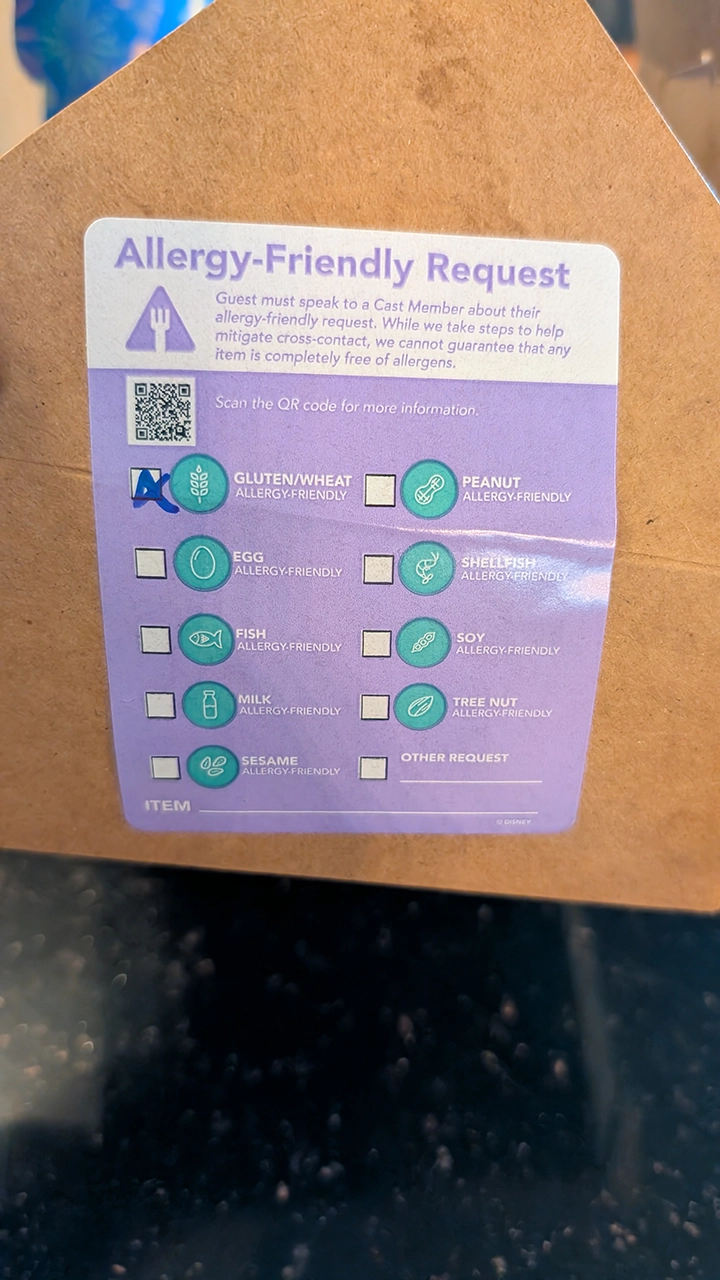 Allergy-Friendly Request
Guest must speak to a Cast Member about their
allergy-friendly request. While we take steps to help
mitigate cross-contact, we cannot guarantee that any
item is completely free of allergens.
Scan the QR code for more information.
GLUTEN/WHEAT
ALLERGY-FRIENDLY
PEANUT
ALLERGY-FRIENDLY
EGG
ALLERGY-FRIENDLY
SHELLFISH
ALLERGY-FRIENDLY
FISH
ALLERGY-FRIENDLY
SOY
ALLERGY-FRIENDLY
MILK
ALLERGY-FRIENDLY
TREE NUT
ALLERGY-FRIENDLY
SESAME
ALLERGY-FRIENDLY
OTHER REQUEST
ITEM
© DISNEY